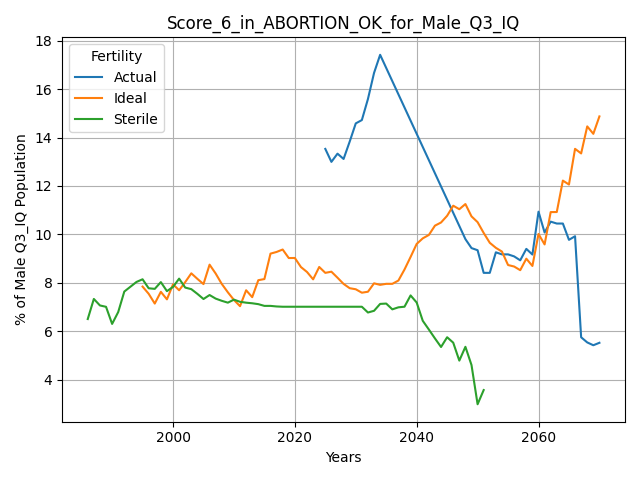 Score_6_in_ABORTION_OK_for_Male_Q3_IQ
% of Male Q3_IQ Population
18
16
14
12
10
8
6
4
Fertility
Actual
Ideal
Sterile
2000
2020
2040
2060
Years